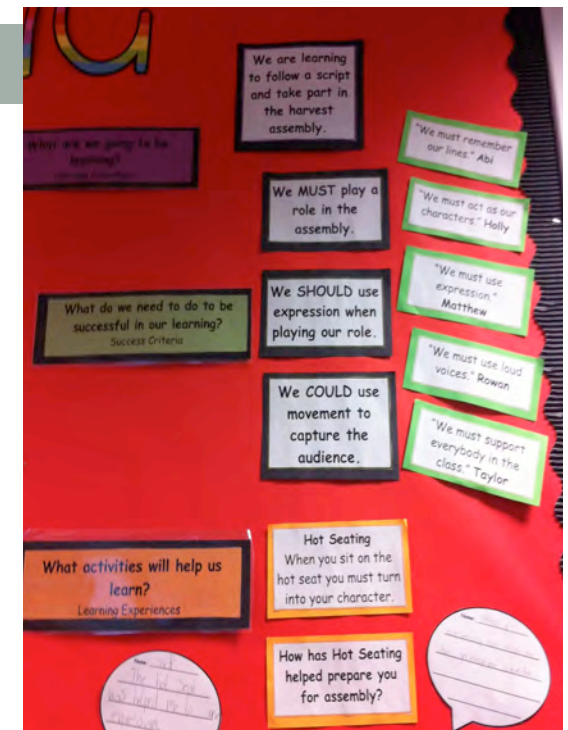 We are learning
to follow a script
and take part in
the harvest
assembly.
What are we going to be
learning?
"We must remember
our lines." Abi
We MUST play a
role in the
assembly.
"We must act as our
characters." Holly
What do we need to do to be
successful in our learning?
Success Criteria
We SHOULD use
expression when
playing our role.
"We must use
expression."
Matthew
"We must use loud
voices." Rowan
We COULD use
movement to
capture the
audience.
"We must support
everybody in the
class." Taylor
What activities will help us
learn?
Learning Experiences
Hot Seating
When you sit on the
hot seat you must turn
into your character.
How has Hot Seating
helped prepare you
for assembly?
Name
The hot seat
expression